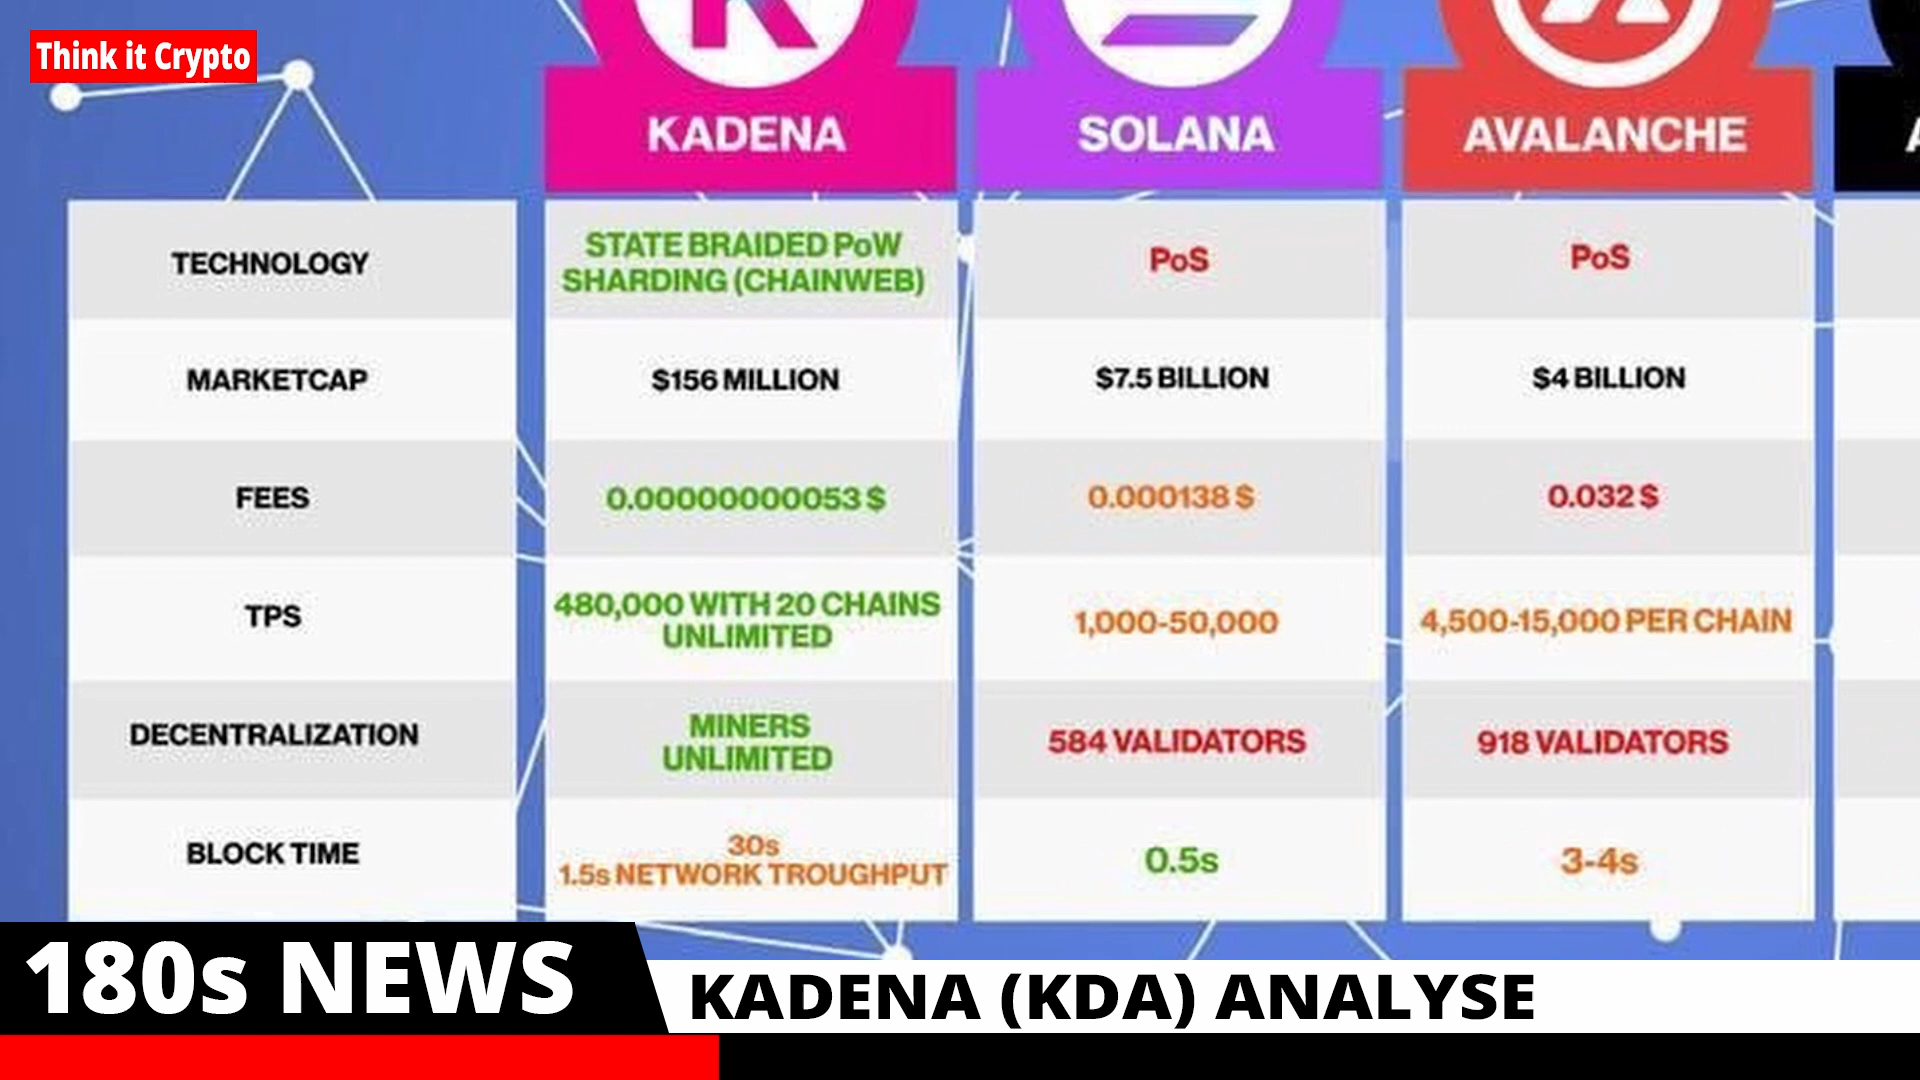 Think it Crypto
KADENA
SOLANA
AVALANCHE
TECHNOLOGY
STATE BRAIDED PoW
SHARDING (CHAINWEB)
PoS
PoS
MARKETCAP
$156 MILLION
$7.5 BILLION
$4 BILLION
FEES
0.00000000053 $
0.000138 $
0.032 $
TPS
480,000 WITH 20 CHAINS
UNLIMITED
1,000-50,000
4,500-15,000 PER CHAIN
DECENTRALIZATION
MINERS
UNLIMITED
584 VALIDATORS
918 VALIDATORS
BLOCK TIME
30s
1.5s NETWORK TROUGHPUT
0.5s
3-4s
180s NEWS
KADENA (KDA) ANALYSE